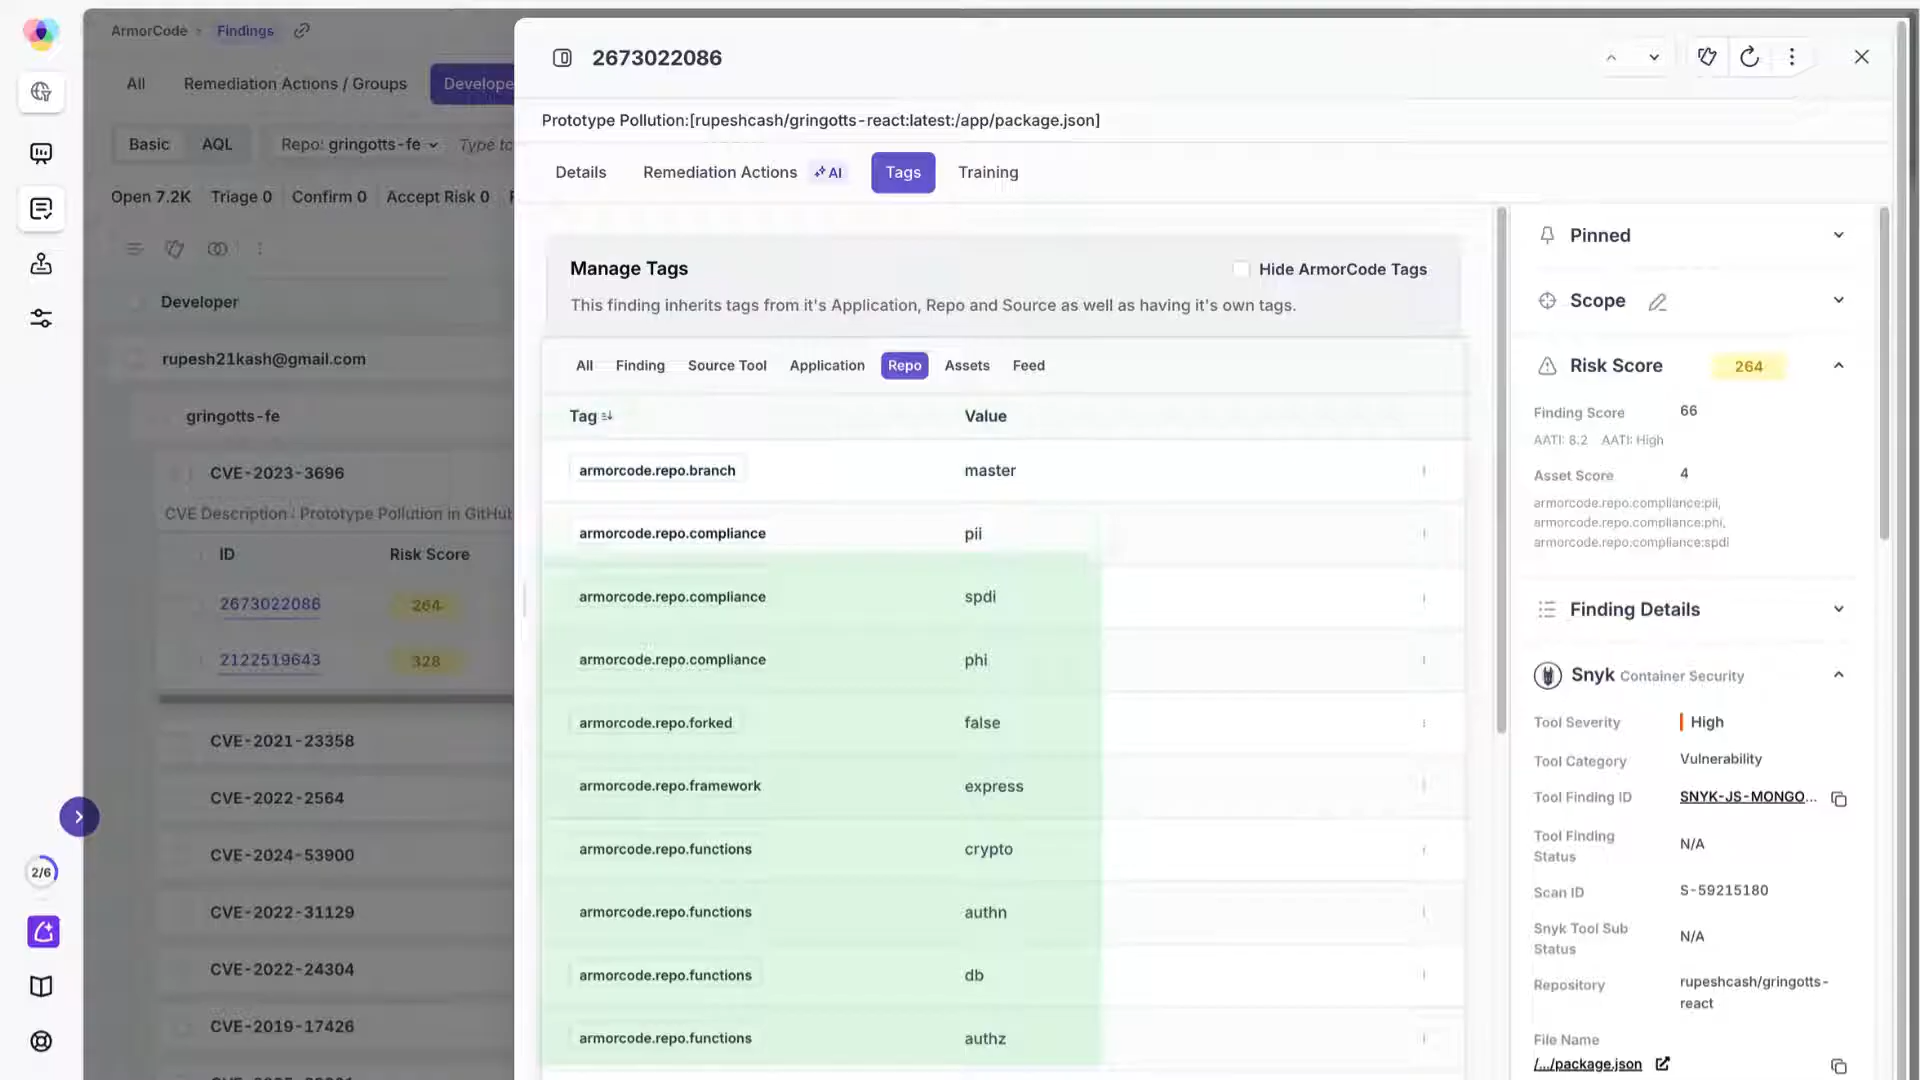 ArmorCode > Findings
All Remediation Actions / Groups Develope
Basic AQL Repo: gringotts-fe Type to
Open 7.2K Triage 0 Confirm 0 Accept Risk 0
Developer
rupesh21kash@gmail.com
gringotts-fe
CVE-2023-3696
CVE Description : Prototype Pollution in GitHub
ID Risk Score
2673022086 264
2122519643 328
CVE-2021-23358
CVE-2022-2564
CVE-2024-53900
CVE-2022-31129
CVE-2022-24304
CVE-2019-17426
2/6
2673022086
Prototype Pollution:[rupeshcash/gringotts-react:latest:/app/package.json]
Details Remediation Actions AI Tags Training
Manage Tags Hide ArmorCode Tags
This finding inherits tags from it's Application, Repo and Source as well as having it's own tags.
All Finding Source Tool Application Repo Assets Feed
Tag Value
armorcode.repo.branch master
armorcode.repo.compliance pii
armorcode.repo.compliance spdi
armorcode.repo.compliance phi
armorcode.repo.forked false
armorcode.repo.framework express
armorcode.repo.functions crypto
armorcode.repo.functions authn
armorcode.repo.functions db
armorcode.repo.functions authz
Pinned
Scope
Risk Score 264
Finding Score 66
AATI: 8.2 AATI: High
Asset Score 4
armorcode.repo.compliance:pii,
armorcode.repo.compliance:phi,
armorcode.repo.compliance:spdi
Finding Details
Snyk Container Security
Tool Severity High
Tool Category Vulnerability
Tool Finding ID SNYK-JS-MONGO...
Tool Finding
Status N/A
Scan ID S-59215180
Snyk Tool Sub
Status N/A
Repository rupeshcash/gringotts-
react
File Name
/.../package.json